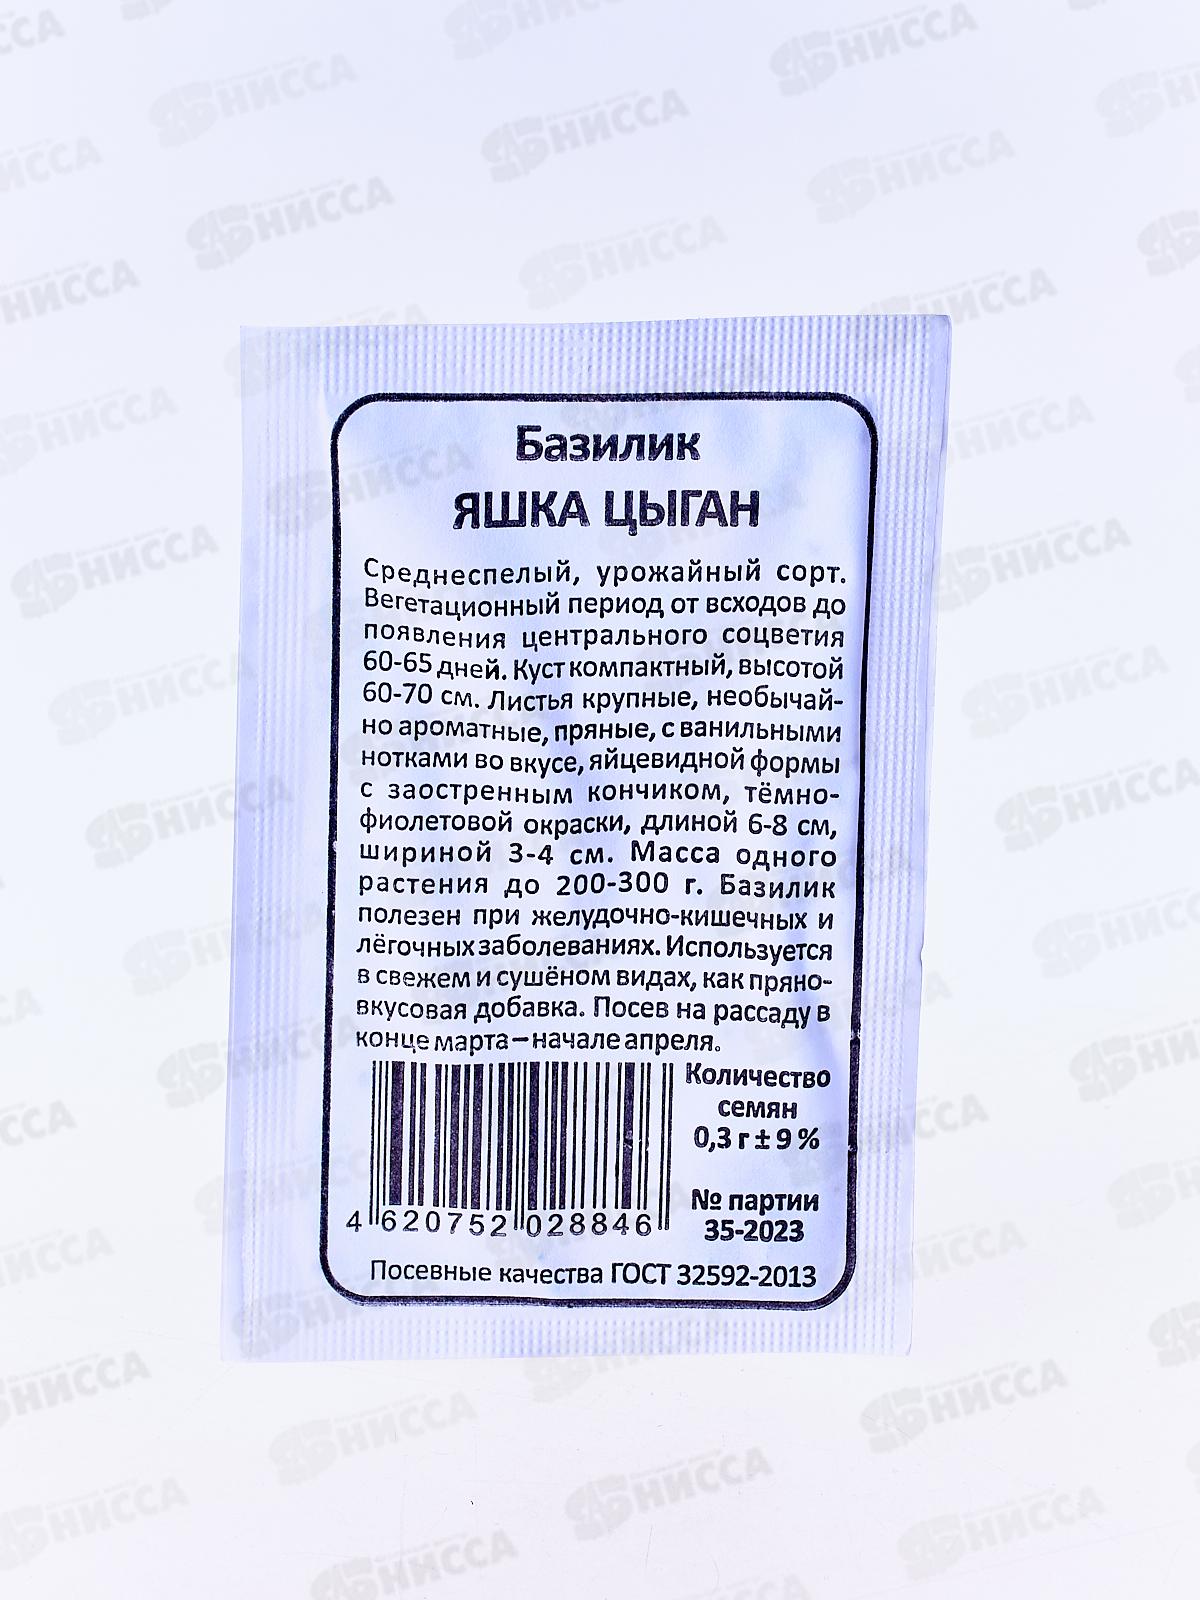 Базилик
ЯШКА ЦЫГАН
Среднеспелый, урожайный сорт.
Вегетационный период от всходов до
появления центрального соцветия
60-65 дней. Куст компактный, высотой
60-70 см. Листья крупные, необычай-
но ароматные, пряные, с ванильными
нотками во вкусе, яйцевидной формы
с заостренным кончиком, тёмно-
фиолетовой окраски, длиной 6-8 см,
шириной 3-4 см. Масса одного
растения до 200-300 г. Базилик
полезен при желудочно-кишечных и
лёгочных заболеваниях. Используется
в свежем и сушёном видах, как пряно-
вкусовая добавка. Посев на рассаду в
конце марта – начале апреля.
Количество
семян
0,3 г ± 9 %
№ партии
35-2023
4 620752 028846
Посевные качества ГОСТ 32592-2013